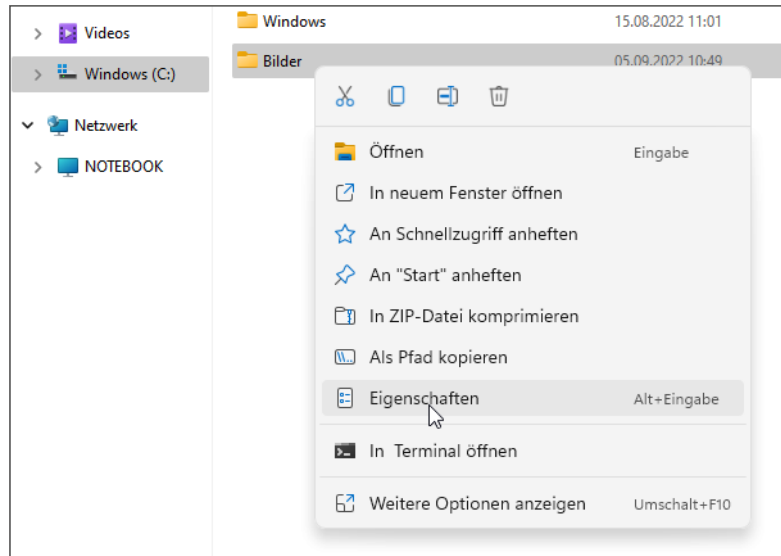 Windows 15.08.2022 11:01
Videos
Bilder 05.09.2022 10:49
Windows (C:)
Netzwerk
NOTEBOOK
Öffnen Eingabe
In neuem Fenster öffnen
An Schnellzugriff anheften
An "Start" anheften
In ZIP-Datei komprimieren
Als Pfad kopieren
Eigenschaften Alt+Eingabe
In Terminal öffnen
Weitere Optionen anzeigen Umschalt+F10